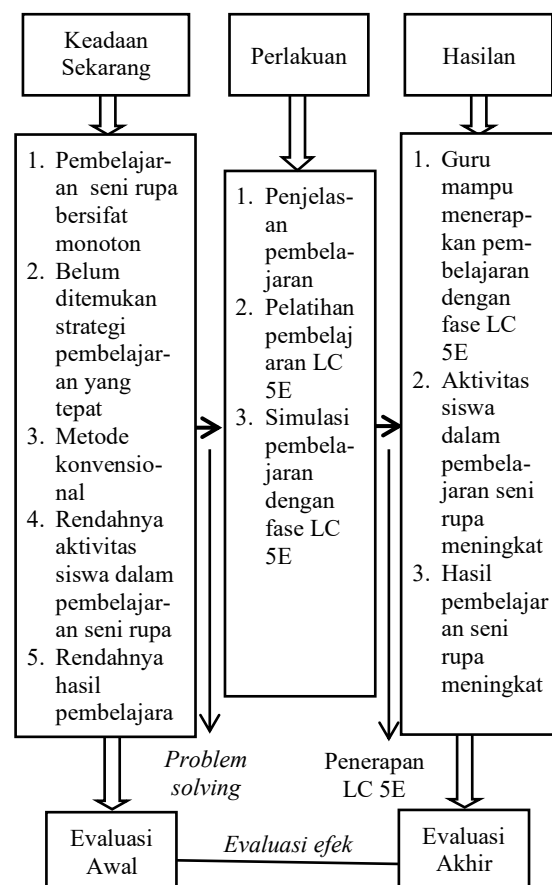 Keadaan
Sekarang
Perlakuan
Hasilan
1. Pembelajar-
an seni rupa
bersifat
monoton
2. Belum
ditemukan
strategi
pembelajar-
an yang
tepat
3. Metode
konvensio-
nal
4. Rendahnya
aktivitas
siswa dalam
pembelajar-
an seni rupa
5. Rendahnya
hasil
pembelajara
1. Penjelas-
an
pembela-
jaran
2. Pelatihan
pembelaj
aran LC
5E
3. Simulasi
pembela-
jaran
dengan
fase LC
5E
1. Guru
mampu
menerap-
kan pem-
belajaran
dengan
fase LC
5E
2. Aktivitas
siswa
dalam
pembela-
jaran seni
rupa
meningkat
3. Hasil
pembelajar
an seni
rupa
meningkat
Problem
solving
Penerapan
LC 5E
Evaluasi
Awal
Evaluasi efek
Evaluasi
Akhir